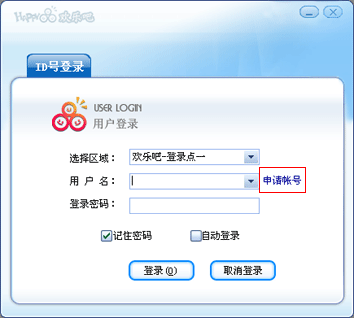 HAPPY8 欢乐吧
ID号登录
USER LOGIN
用户登录
选择区域： 欢乐吧-登录点一
用 户 名： 申请帐号
登录密码：
记住密码 自动登录
登录(O) 取消登录